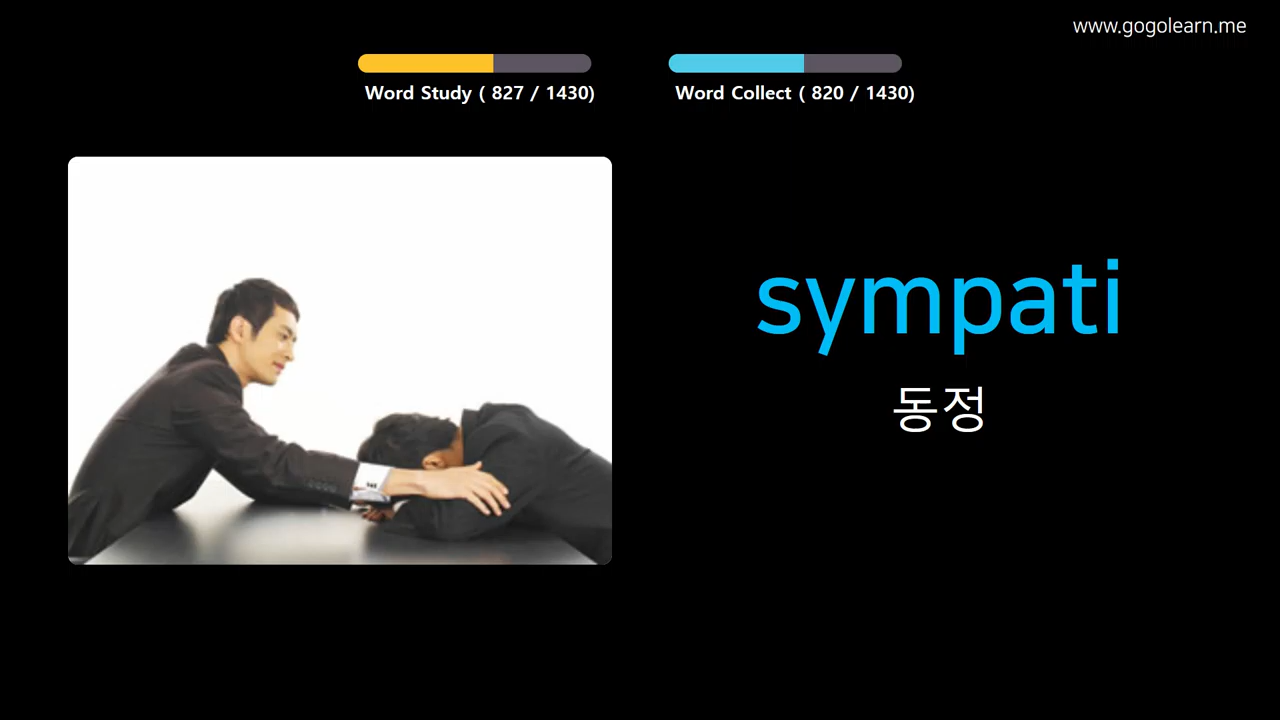 www.gogolearn.me
Word Study ( 827 / 1430)
Word Collect ( 820 / 1430)
sympati
동정